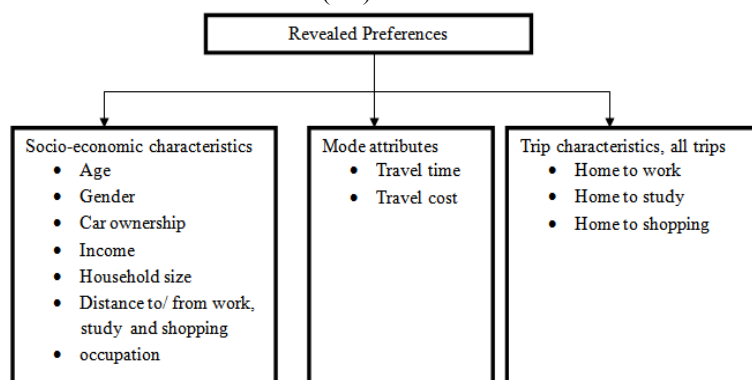 Revealed Preferences
Socio-economic characteristics
• Age
• Gender
• Car ownership
• Income
• Household size
• Distance to/ from work,
study and shopping
• occupation
Mode attributes
• Travel time
• Travel cost
Trip characteristics, all trips
• Home to work
• Home to study
• Home to shopping